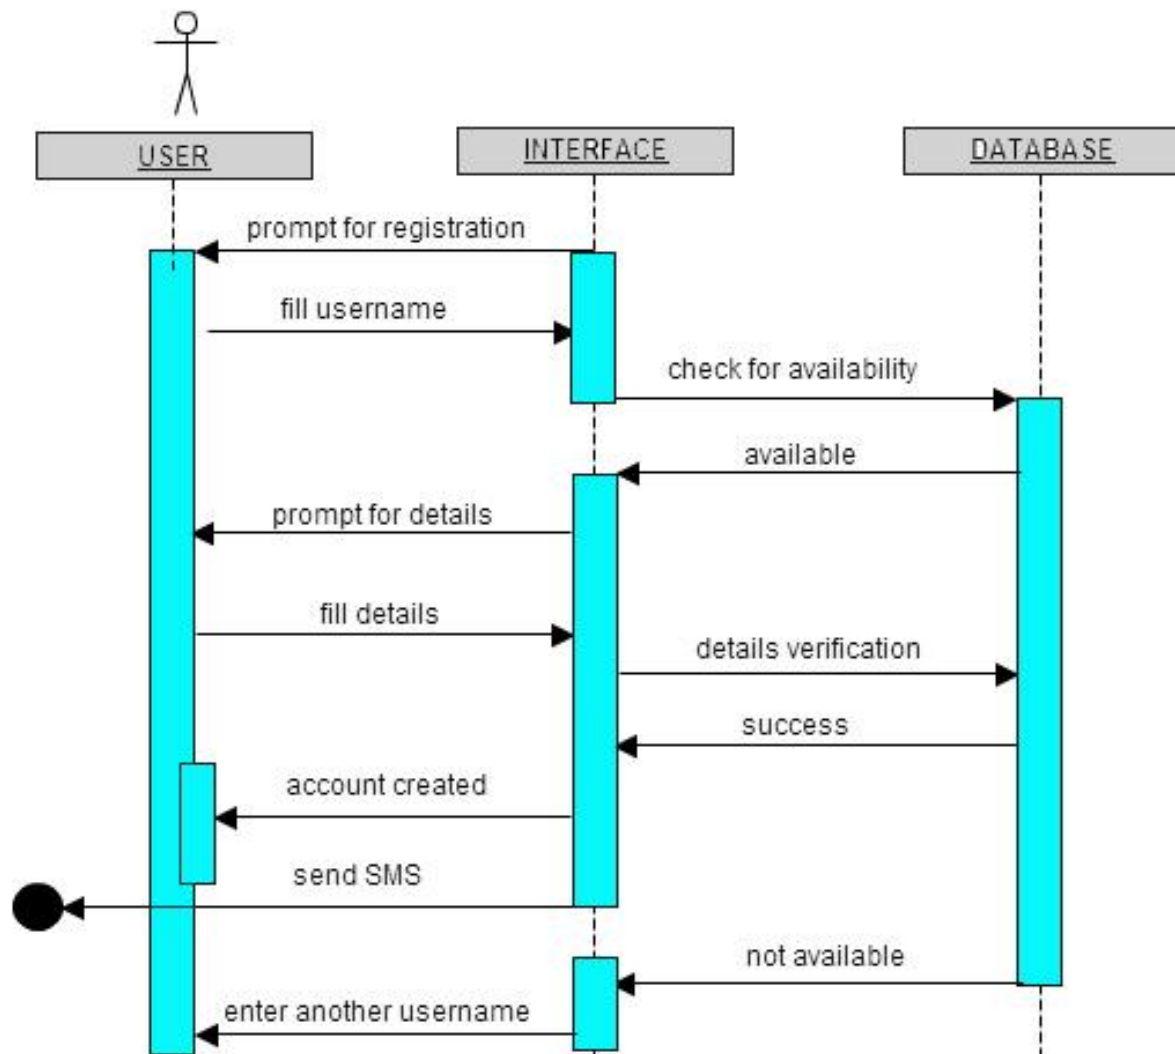 USER
INTERFACE
DATABASE
prompt for registration
fill username
check for availability
available
prompt for details
fill details
details verification
success
account created
send SMS
not available
enter another username